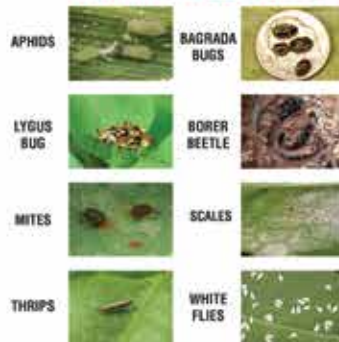 APHIDS
BAGRADA
BUGS
LYGUS
BUG
BORER
BEETLE
MITES
SCALES
THRIPS
WHITE
FLIES